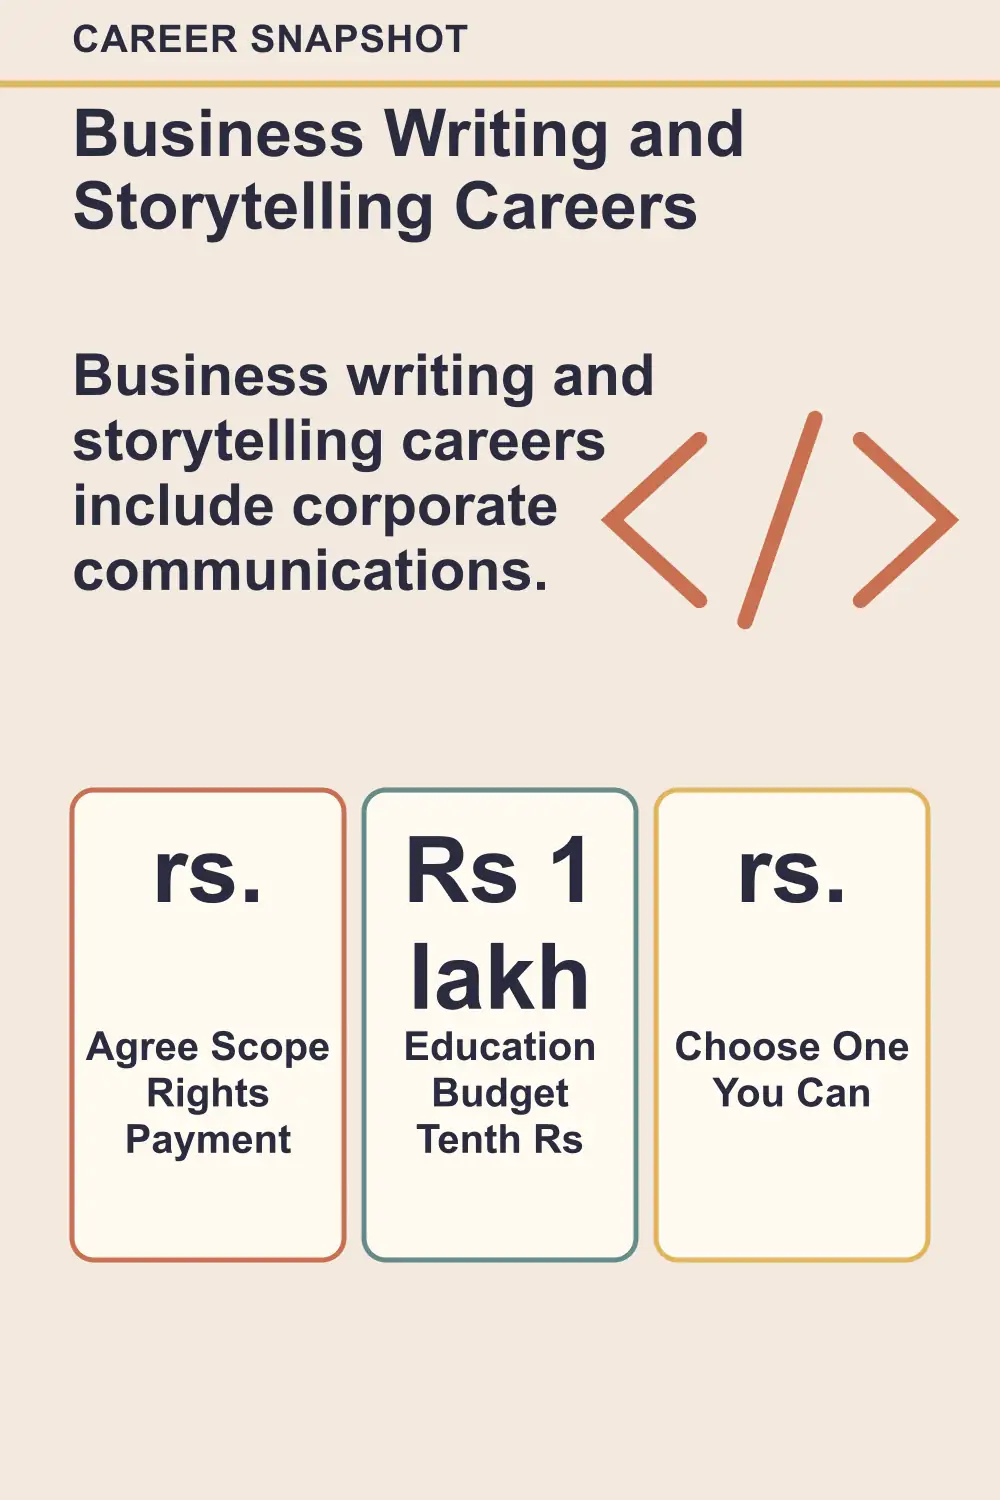 CAREER SNAPSHOT
Business Writing and
Storytelling Careers
Business writing and
storytelling careers
include corporate
communications.
rs.
Agree Scope
Rights
Payment
Rs 1
lakh
Education
Budget
Tenth Rs
rs.
Choose One
You Can